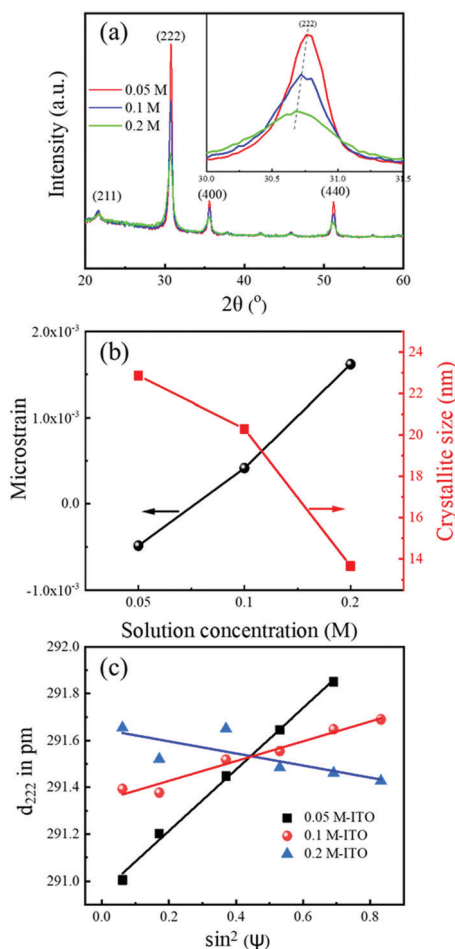 (a)
(222)
0.05 M
0.1 M
0.2 M
(222)
30.0 30.5 31.0 31.5
(211)
(400)
(440)
Intensity (a.u.)
20 30 40 50 60
2θ (°)
(b)
2.0x10-3
1.0x10-3
0.0
-1.0x10-3
Microstrain
24
22
20
18
16
14
Crystallite size (nm)
0.05 0.1 0.2
Solution concentration (M)
(c)
292.0
291.8
291.6
291.4
291.2
291.0
d222 in pm
0.05 M-ITO
0.1 M-ITO
0.2 M-ITO
0.0 0.2 0.4 0.6 0.8
sin2 (ψ)